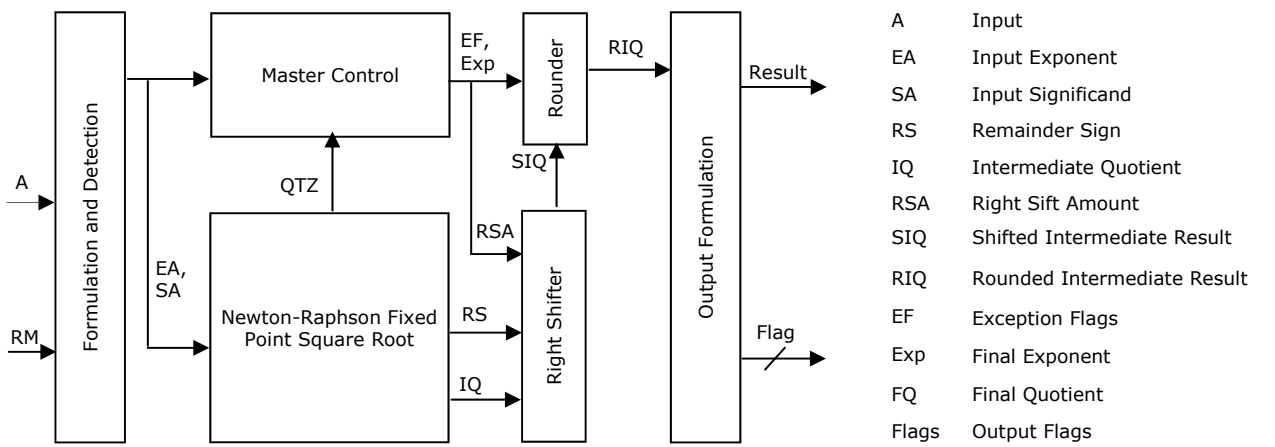 A
RM
Formulation and Detection
EA,
SA
Master Control
QTZ
Newton-Raphson Fixed
Point Square Root
EF,
Exp
RSA
RS
IQ
Rounder
SIQ
Right Shifter
RIQ
Output Formulation
Result
Flag
A Input
EA Input Exponent
SA Input Significand
RS Remainder Sign
IQ Intermediate Quotient
RSA Right Sift Amount
SIQ Shifted Intermediate Result
RIQ Rounded Intermediate Result
EF Exception Flags
Exp Final Exponent
FQ Final Quotient
Flags Output Flags